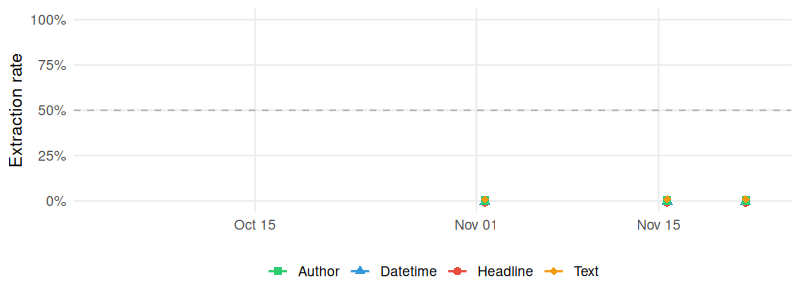 100%
75%
50%
25%
0%
Extraction rate
Oct 15 Nov 01 Nov 15
Author Datetime Headline Text